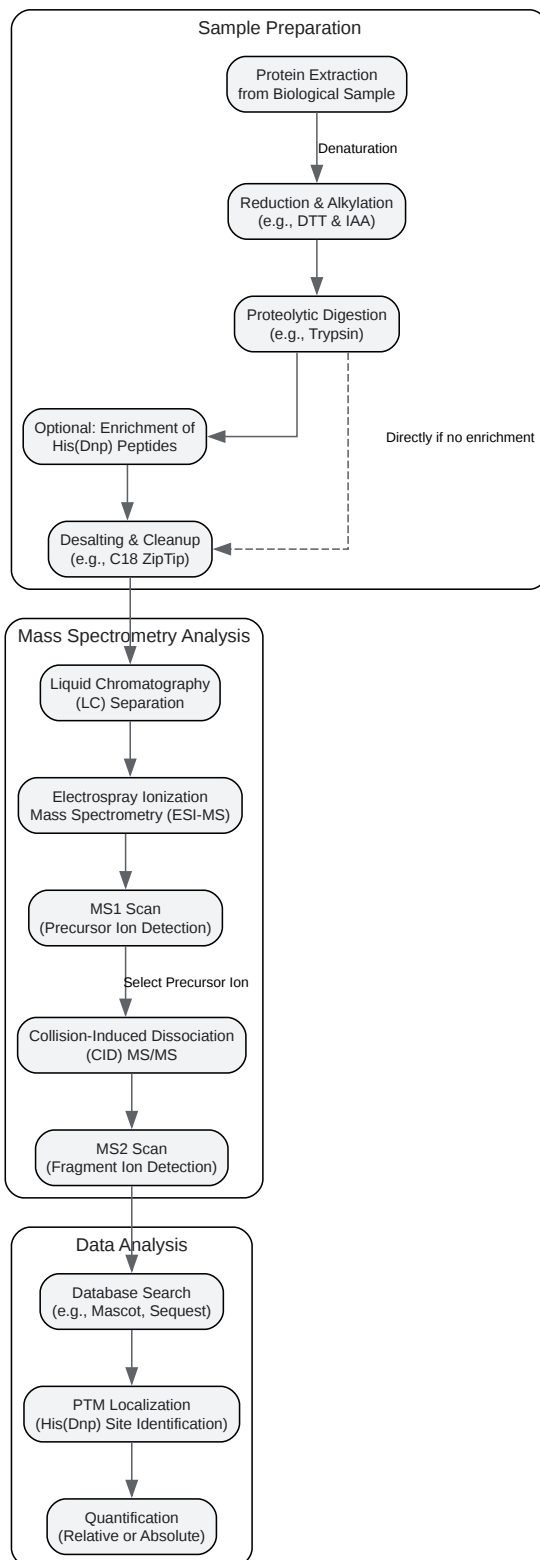 Sample Preparation
Protein Extraction
from Biological Sample
Denaturation
Reduction & Alkylation
(e.g., DTT & IAA)
Proteolytic Digestion
(e.g., Trypsin)
Optional: Enrichment of
His(Dnp) Peptides
Directly if no enrichment
Desalting & Cleanup
(e.g., C18 ZipTip)
Mass Spectrometry Analysis
Liquid Chromatography
(LC) Separation
Electrospray Ionization
Mass Spectrometry (ESI-MS)
MS1 Scan
(Precursor Ion Detection)
Select Precursor Ion
Collision-Induced Dissociation
(CID) MS/MS
MS2 Scan
(Fragment Ion Detection)
Data Analysis
Database Search
(e.g., Mascot, Sequest)
PTM Localization
(His(Dnp) Site Identification)
Quantification
(Relative or Absolute)